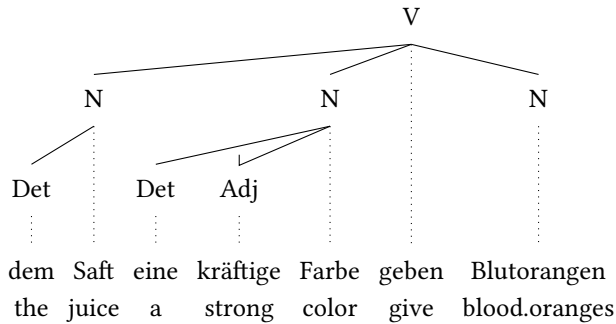 V
N N N
Det Det Adj
dem Saft eine kräftige Farbe geben Blutorangen
the juice a strong color give blood.oranges